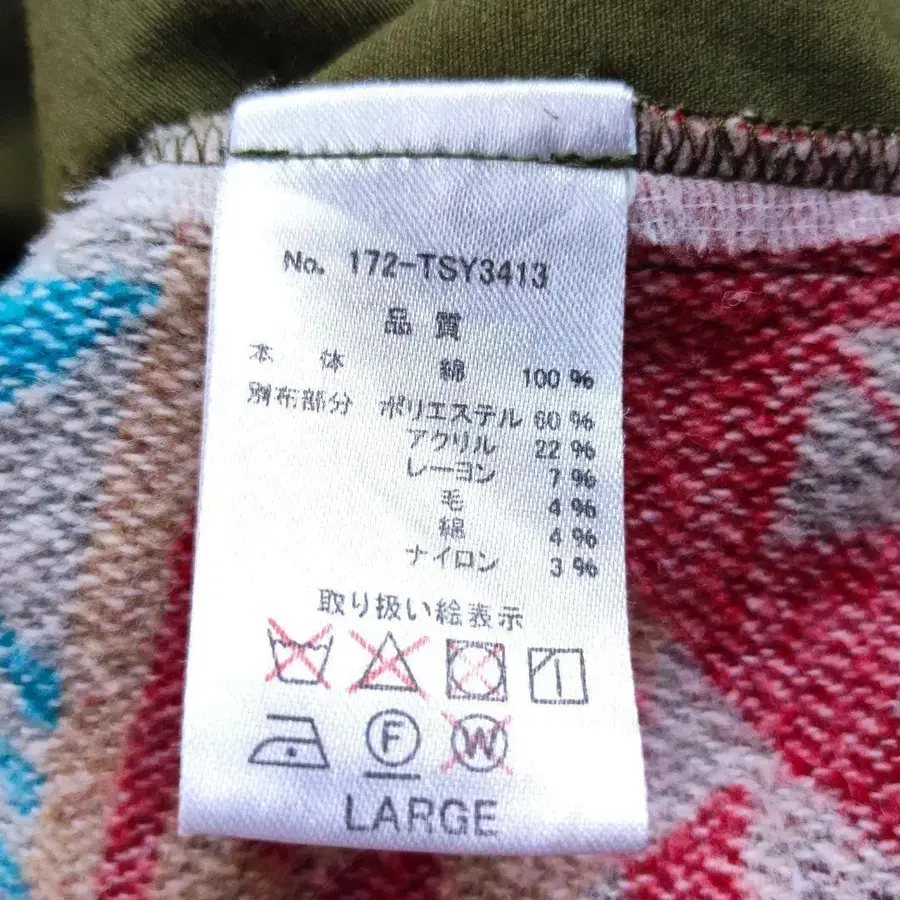 No. 172-TSY3413
品質
本体 綿 100%
別布部分 ポリエステル 60%
アクリル 22%
レーヨン 7%
毛 4%
綿 4%
ナイロン 3%
取り扱い絵表示
F W
LARGE